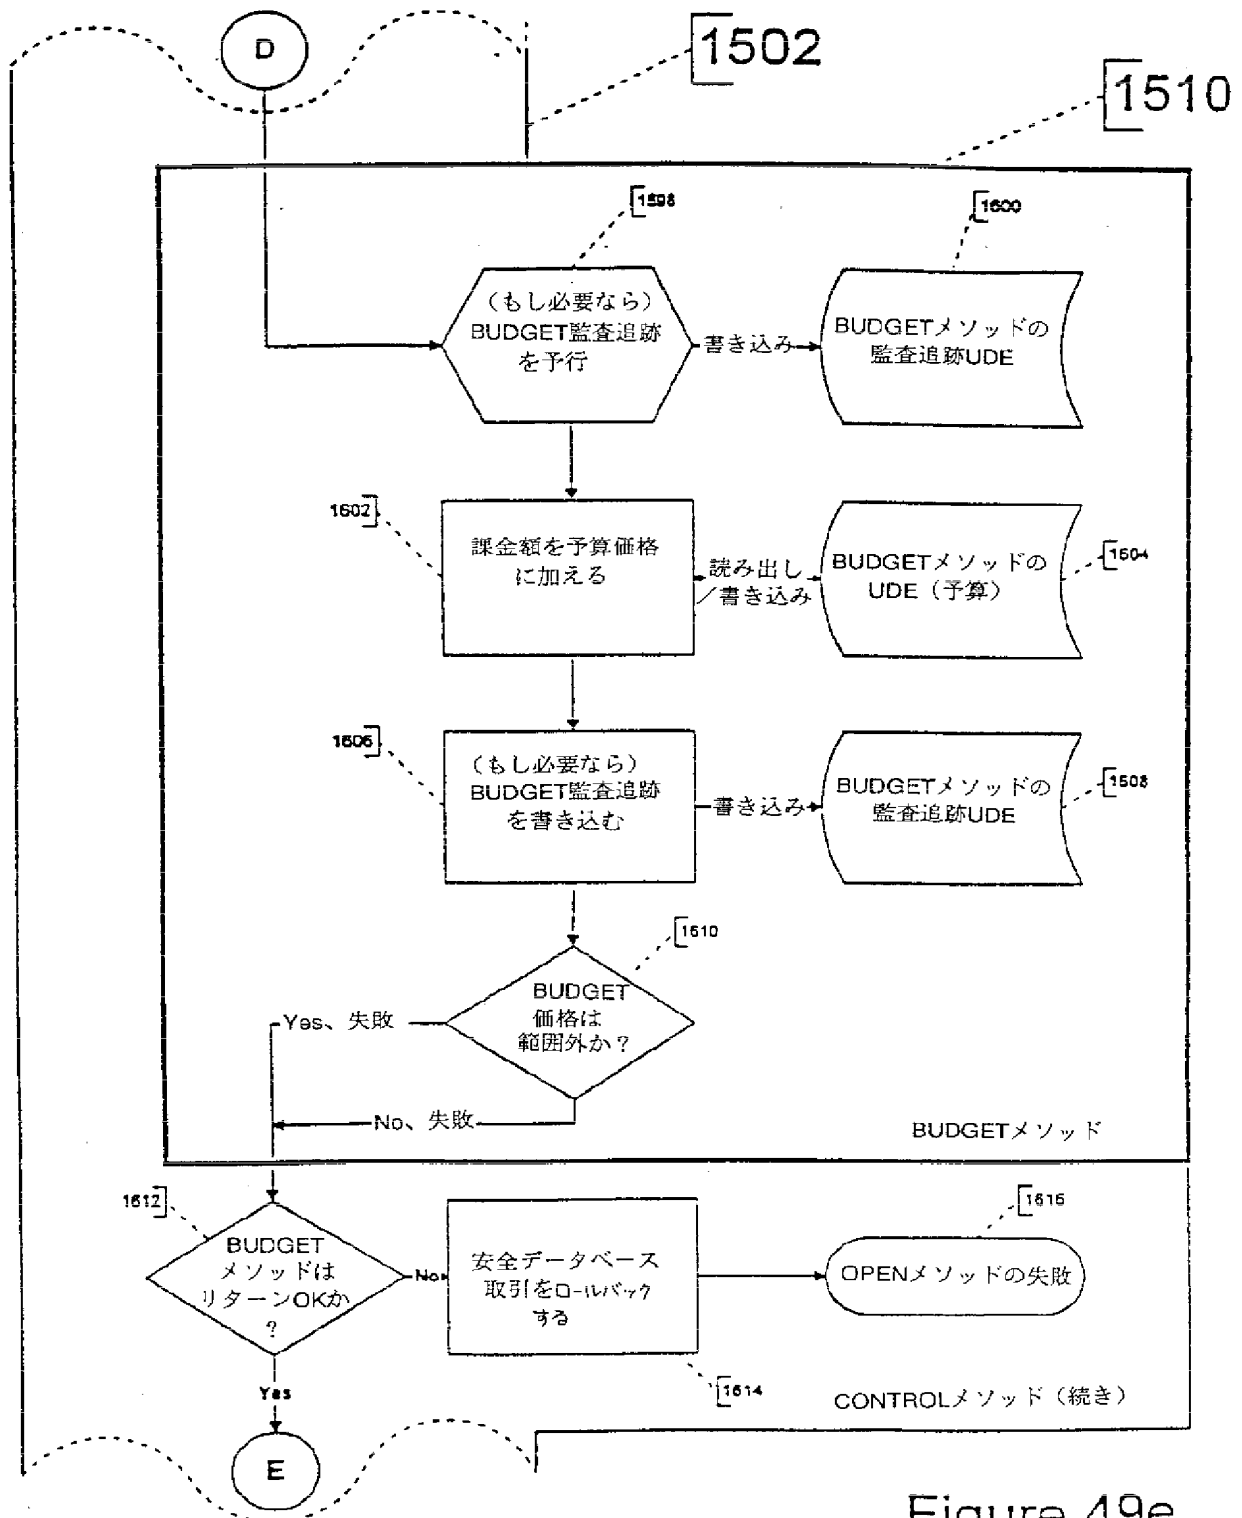 D
1502
1510
1598
1600
（もし必要なら）
BUDGET監査追跡
を予行
書き込み
BUDGETメソッドの
監査追跡UDE
1602
課金額を予算価格
に加える
読み出し
／書き込み
BUDGETメソッドの
UDE（予算）
1604
1606
（もし必要なら）
BUDGET監査追跡
を書き込む
書き込み
BUDGETメソッドの
監査追跡UDE
1608
1610
BUDGET
価格は
範囲外か？
Yes、失敗
No、失敗
BUDGETメソッド
1612
BUDGET
メソッドは
リターンOKか
？
No
安全データベース
取引をロールバック
する
1616
OPENメソッドの失敗
1614
Yes
CONTROLメソッド（続き）
E
Figure 49e